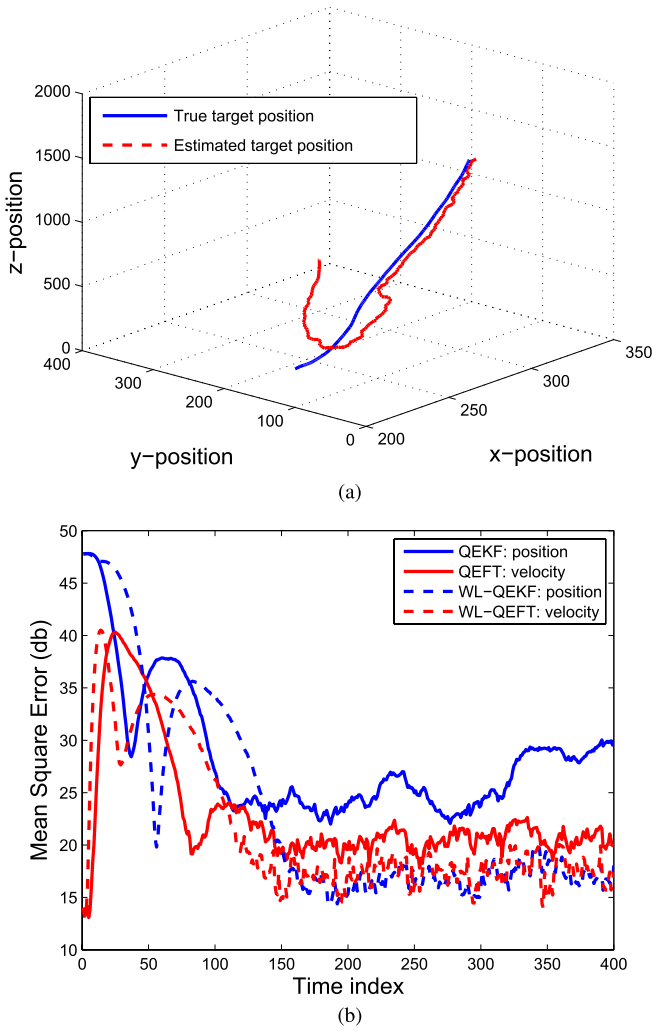 2000
True target position
Estimated target position
1500
z−position
1000
500
0
400
300
200
100
0
200
250
300
350
y−position
x−position
(a)
50
QEKF: position
QEFT: velocity
WL−QEKF: position
WL−QEFT: velocity
45
40
35
30
25
20
15
10
Mean Square Error (db)
0 50 100 150 200 250 300 350 400
Time index
(b)